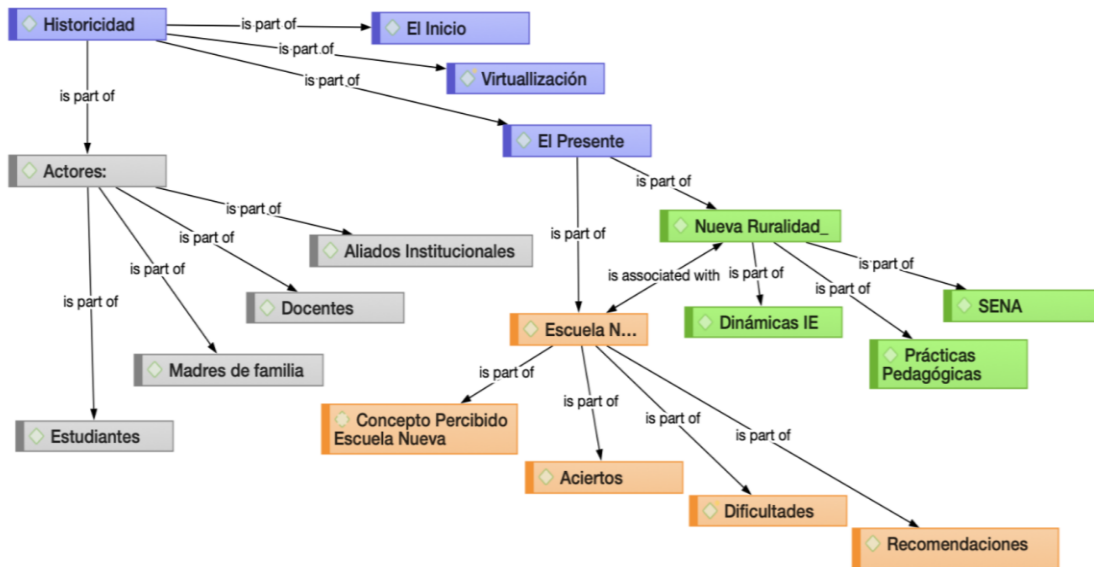 Historicidad
is part of
El Inicio
is part of
Virtuallización
is part of
is part of
El Presente
Actores:
is part of
is part of
Nueva Ruralidad_
is part of
Aliados Institucionales
is part of
is part of
is part of
is part of
is associated with
is part of
is part of
is part of
Docentes
SENA
Escuela N...
Dinámicas IE
Prácticas
Pedagógicas
Madres de familia
is part of
Concepto Percibido
Escuela Nueva
is part of
is part of
is part of
Estudiantes
Aciertos
Dificultades
Recomendaciones